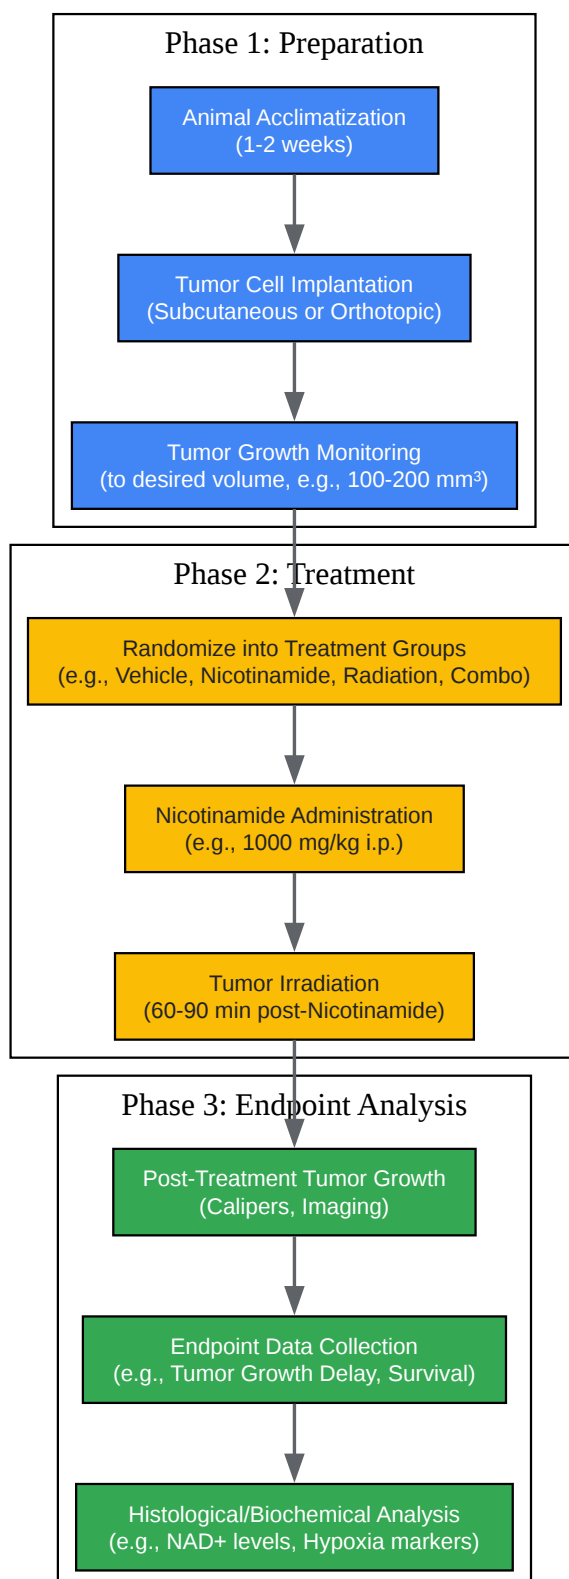 Phase 1: Preparation
Animal Acclimatization
(1-2 weeks)
Tumor Cell Implantation
(Subcutaneous or Orthotopic)
Tumor Growth Monitoring
(to desired volume, e.g., 100-200 mm³)
Phase 2: Treatment
Randomize into Treatment Groups
(e.g., Vehicle, Nicotinamide, Radiation, Combo)
Nicotinamide Administration
(e.g., 1000 mg/kg i.p.)
Tumor Irradiation
(60-90 min post-Nicotinamide)
Phase 3: Endpoint Analysis
Post-Treatment Tumor Growth
(Calipers, Imaging)
Endpoint Data Collection
(e.g., Tumor Growth Delay, Survival)
Histological/Biochemical Analysis
(e.g., NAD+ levels, Hypoxia markers)